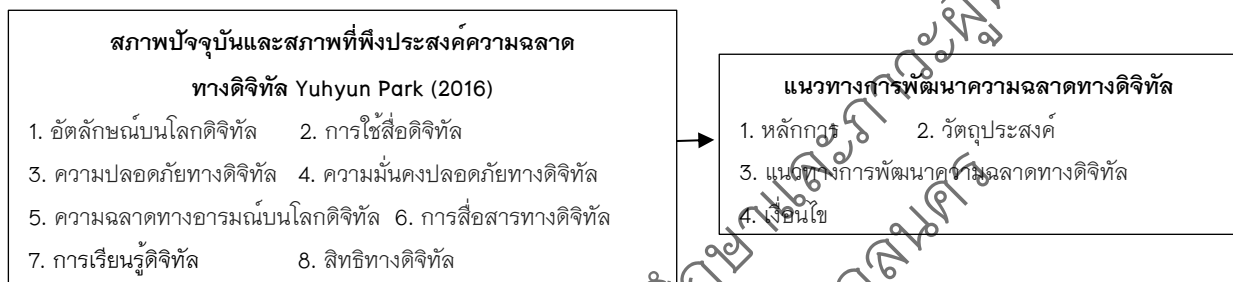 สภาพปัจจุบันและสภาพที่พึงประสงค์ความฉลาด
ทางดิจิทัล Yuhyun Park (2016)
1. อัตลักษณ์บนโลกดิจิทัล 2. การใช้สื่อดิจิทัล
3. ความปลอดภัยทางดิจิทัล 4. ความมั่นคงปลอดภัยทางดิจิทัล
5. ความฉลาดทางอารมณ์บนโลกดิจิทัล 6. การสื่อสารทางดิจิทัล
7. การเรียนรู้ดิจิทัล 8. สิทธิทางดิจิทัล
แนวทางการพัฒนาความฉลาดทางดิจิทัล
1. หลักการ 2. วัตถุประสงค์
3. แนวทางการพัฒนาความฉลาดทางดิจิทัล
4. เงื่อนไข